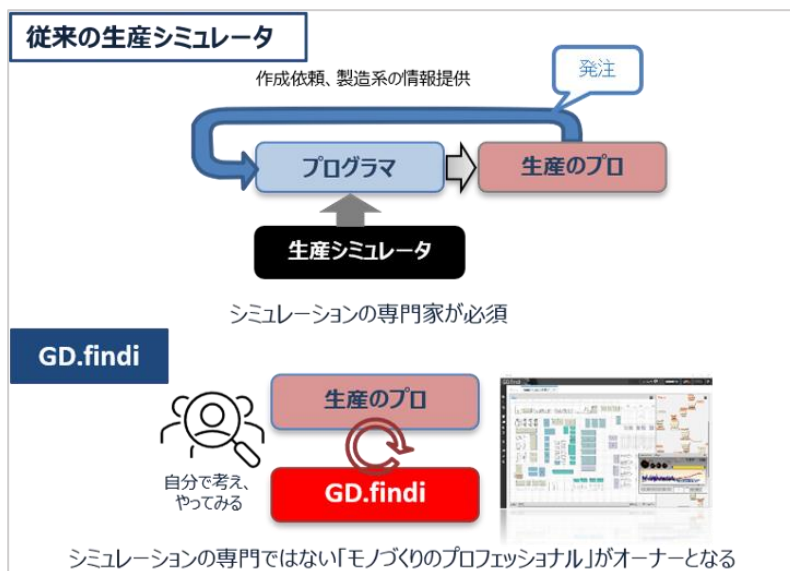 従来の生産シミュレータ
発注
作成依頼、製造系の情報提供
プログラマ
生産のプロ
生産シミュレータ
シミュレーションの専門家が必須
GD.findi
生産のプロ
自分で考え、
やってみる
GD.findi
GD.findi
シミュレーションの専門ではない「モノづくりのプロフェッショナル」がオーナーとなる